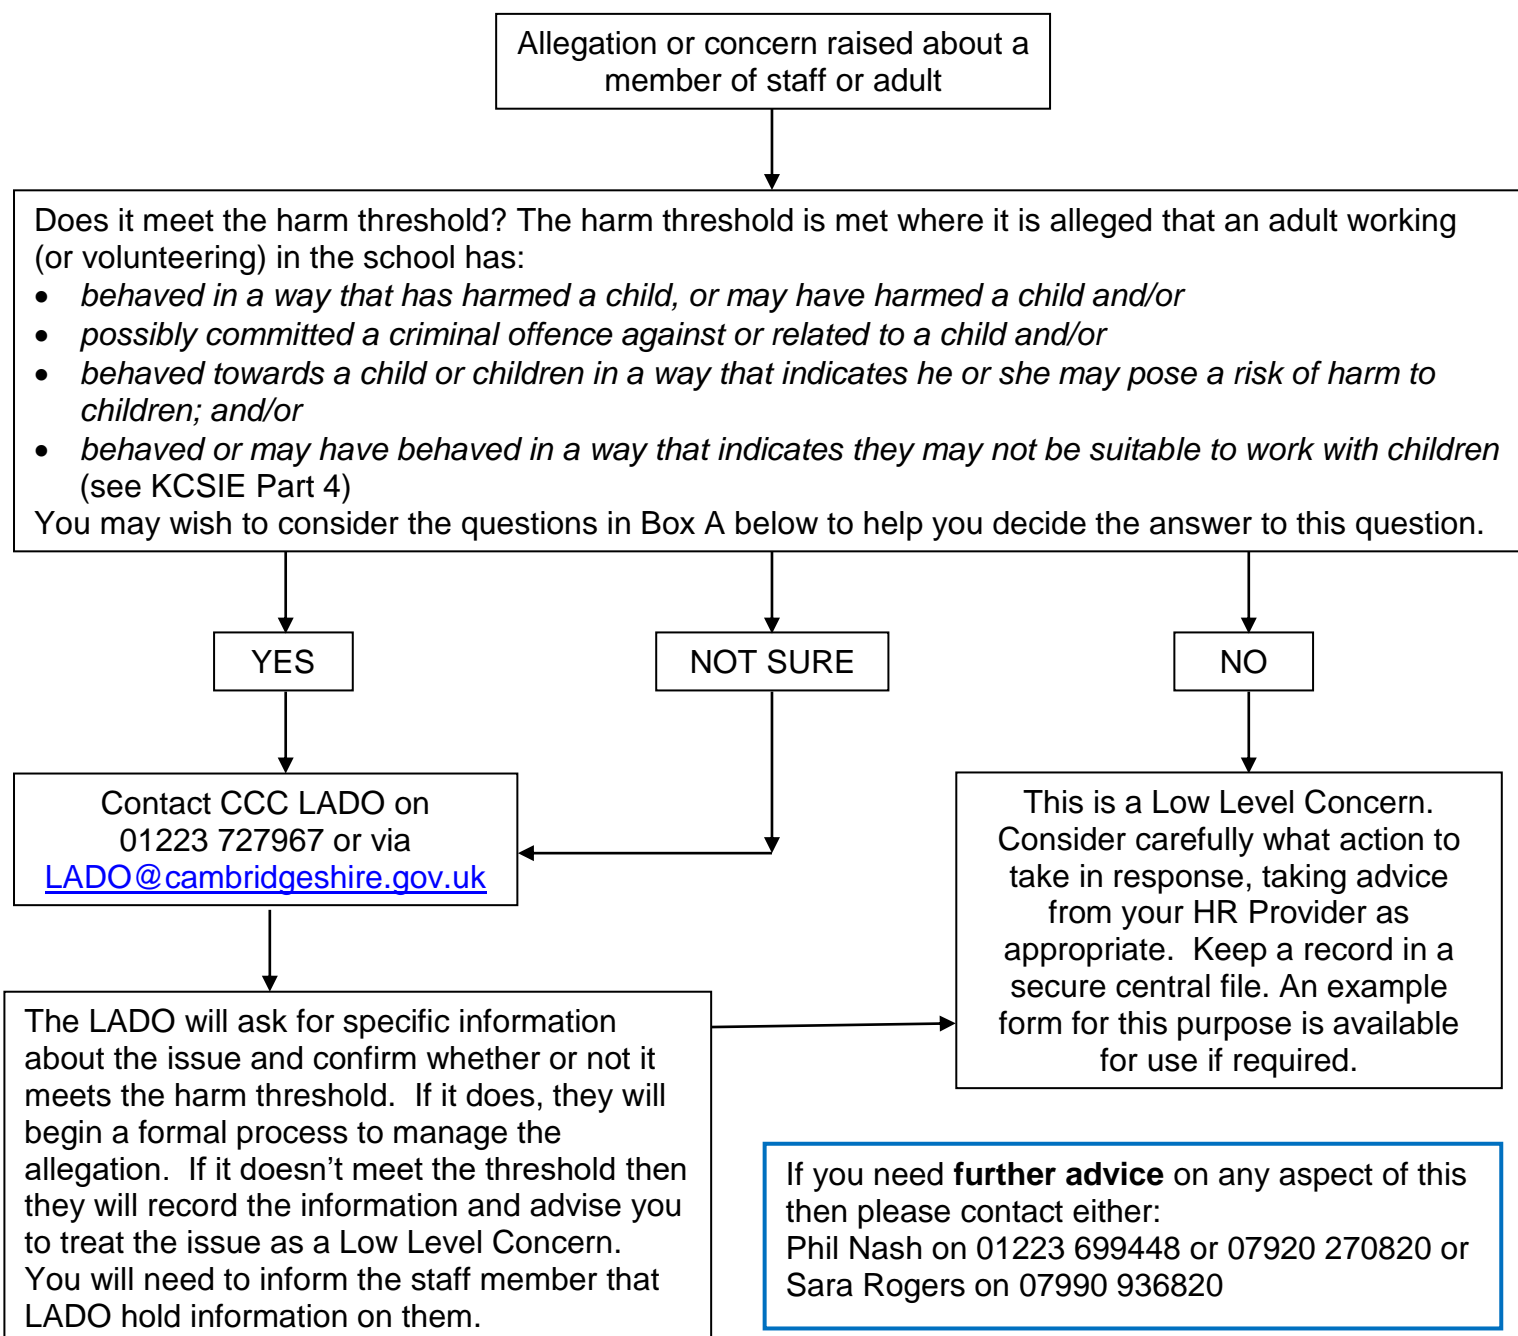 Allegation or concern raised about a
member of staff or adult
Does it meet the harm threshold? The harm threshold is met where it is alleged that an adult working
(or volunteering) in the school has:
• behaved in a way that has harmed a child, or may have harmed a child and/or
• possibly committed a criminal offence against or related to a child and/or
• behaved towards a child or children in a way that indicates he or she may pose a risk of harm to
children; and/or
• behaved or may have behaved in a way that indicates they may not be suitable to work with children
(see KCSIE Part 4)
You may wish to consider the questions in Box A below to help you decide the answer to this question.
YES
NOT SURE
NO
Contact CCC LADO on
01223 727967 or via
LADO@cambridgeshire.gov.uk
This is a Low Level Concern.
Consider carefully what action to
take in response, taking advice
from your HR Provider as
appropriate.  Keep a record in a
secure central file. An example
form for this purpose is available
for use if required.
The LADO will ask for specific information
about the issue and confirm whether or not it
meets the harm threshold.  If it does, they will
begin a formal process to manage the
allegation.  If it doesn’t meet the threshold then
they will record the information and advise you
to treat the issue as a Low Level Concern.
You will need to inform the staff member that
LADO hold information on them.
If you need further advice on any aspect of this
then please contact either:
Phil Nash on 01223 699448 or 07920 270820 or
Sara Rogers on 07990 936820